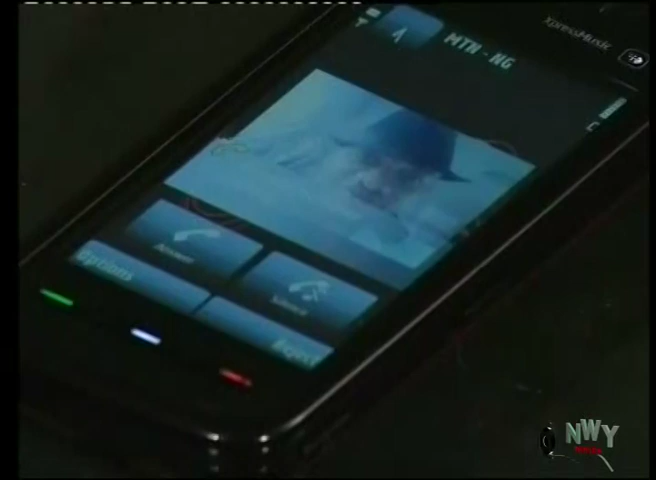 XpressMusic
MTN - NG
Answer
Silence
Options
Reject
NWY